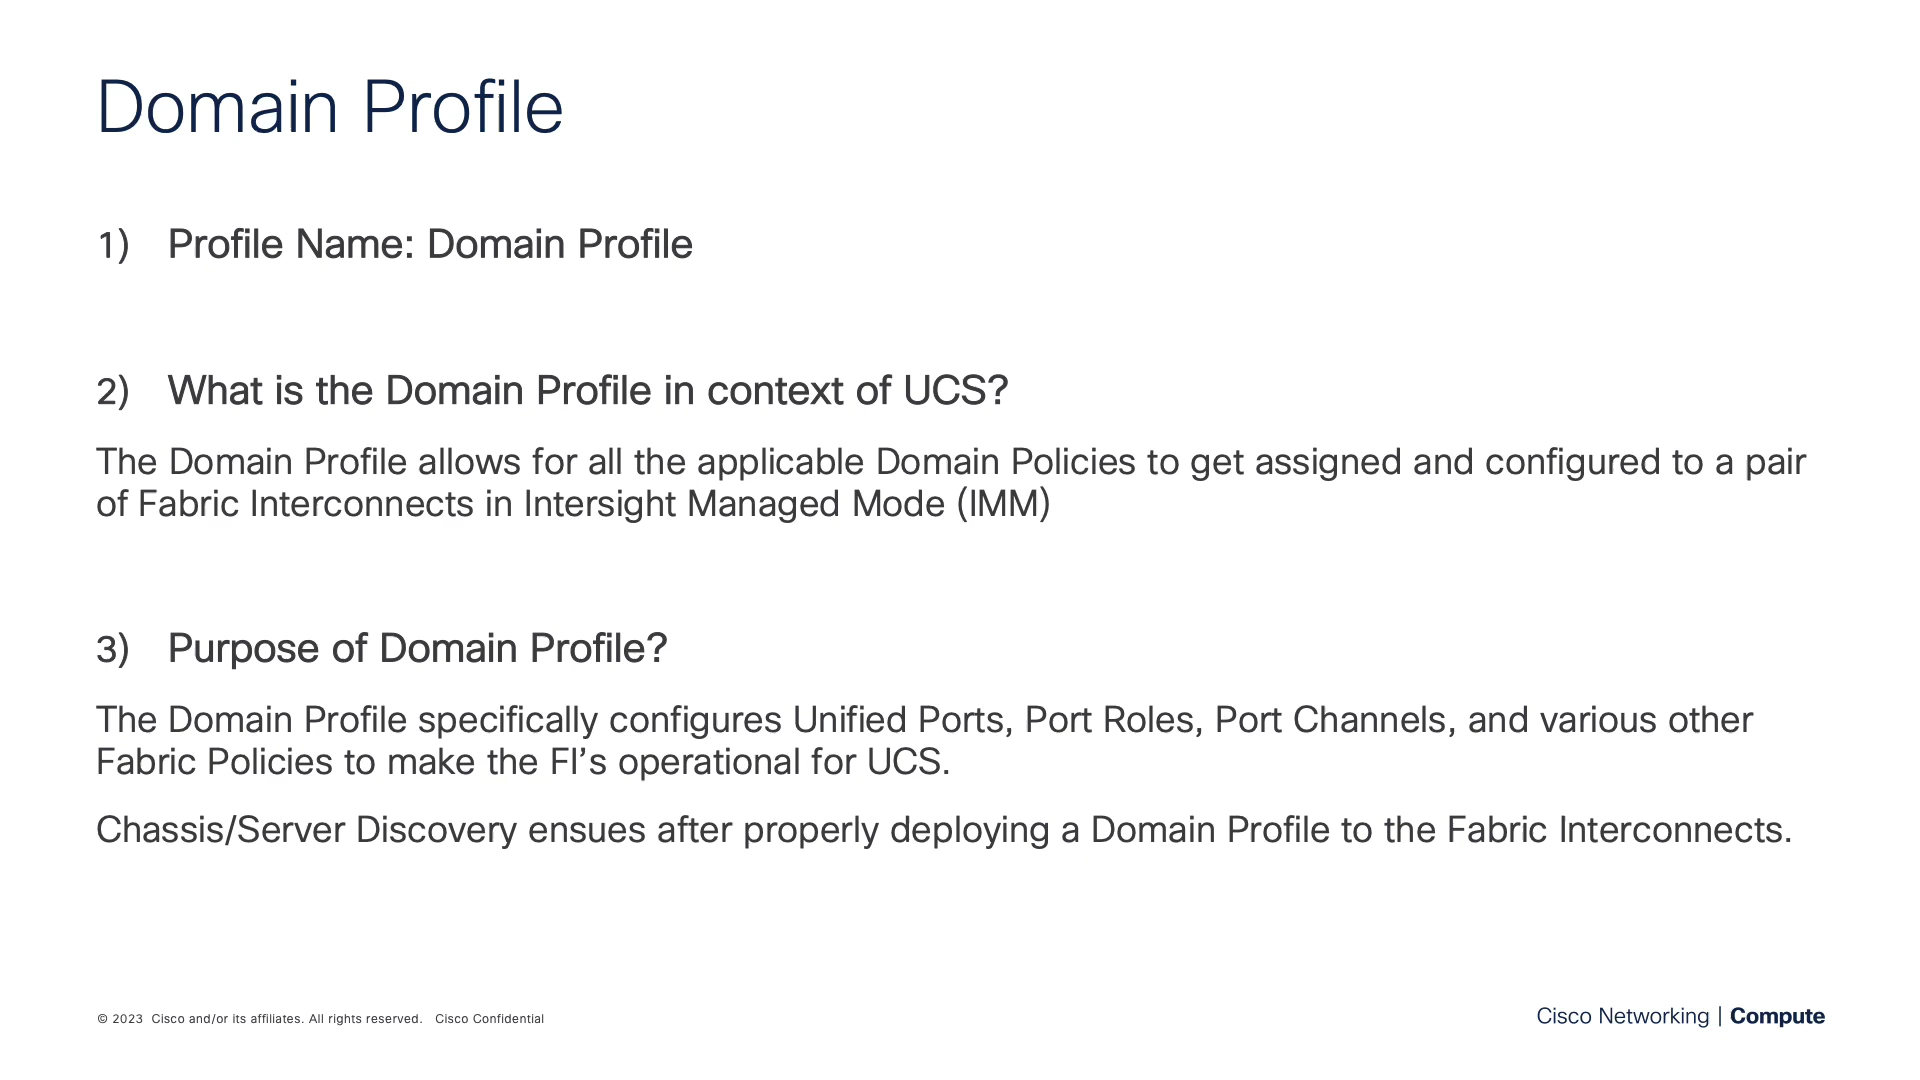 Domain Profile
1) Profile Name: Domain Profile
2) What is the Domain Profile in context of UCS?
The Domain Profile allows for all the applicable Domain Policies to get assigned and configured to a pair
of Fabric Interconnects in Intersight Managed Mode (IMM)
3) Purpose of Domain Profile?
The Domain Profile specifically configures Unified Ports, Port Roles, Port Channels, and various other
Fabric Policies to make the FI’s operational for UCS.
Chassis/Server Discovery ensues after properly deploying a Domain Profile to the Fabric Interconnects.
© 2023 Cisco and/or its affiliates. All rights reserved. Cisco Confidential
Cisco Networking | Compute